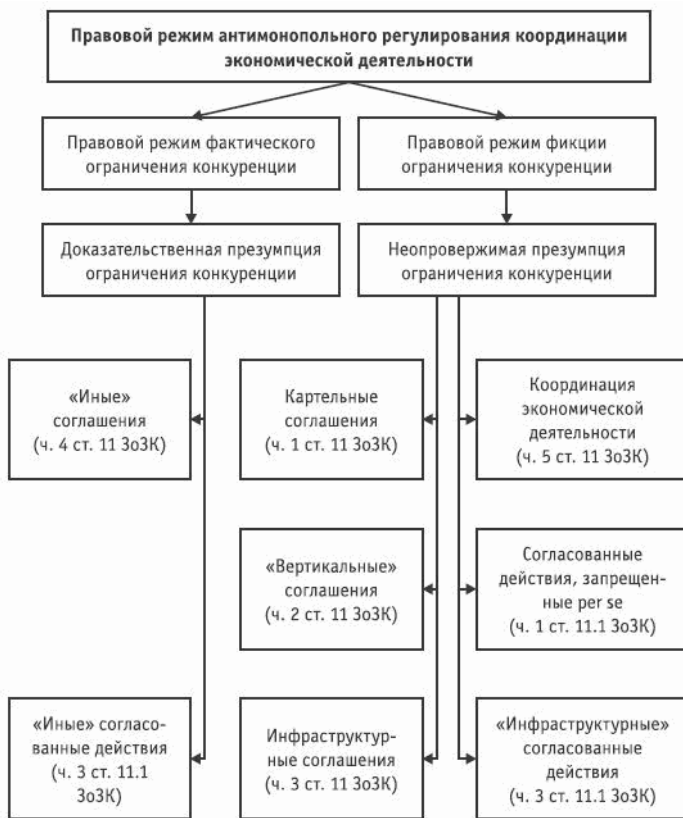 Правовой режим антимонопольного регулирования координации
экономической деятельности
Правовой режим фактического
ограничения конкуренции
Правовой режим фикции
ограничения конкуренции
Доказательственная презумпция
ограничения конкуренции
Неопровержимая презумпция
ограничения конкуренции
«Иные»
соглашения
(ч. 4 ст. 11 ЗоЗК)
Картельные
соглашения
(ч. 1 ст. 11 ЗоЗК)
Координация
экономической
деятельности
(ч. 5 ст. 11 ЗоЗК)
«Вертикальные»
соглашения
(ч. 2 ст. 11 ЗоЗК)
Согласованные
действия, запрещен-
ные per se
(ч. 1 ст. 11.1 ЗоЗК)
«Иные» согласо-
ванные действия
(ч. 3 ст. 11.1
ЗоЗК)
Инфраструктур-
ные соглашения
(ч. 3 ст. 11 ЗоЗК)
«Инфраструктурные»
согласованные
действия
(ч. 3 ст. 11.1 ЗоЗК)